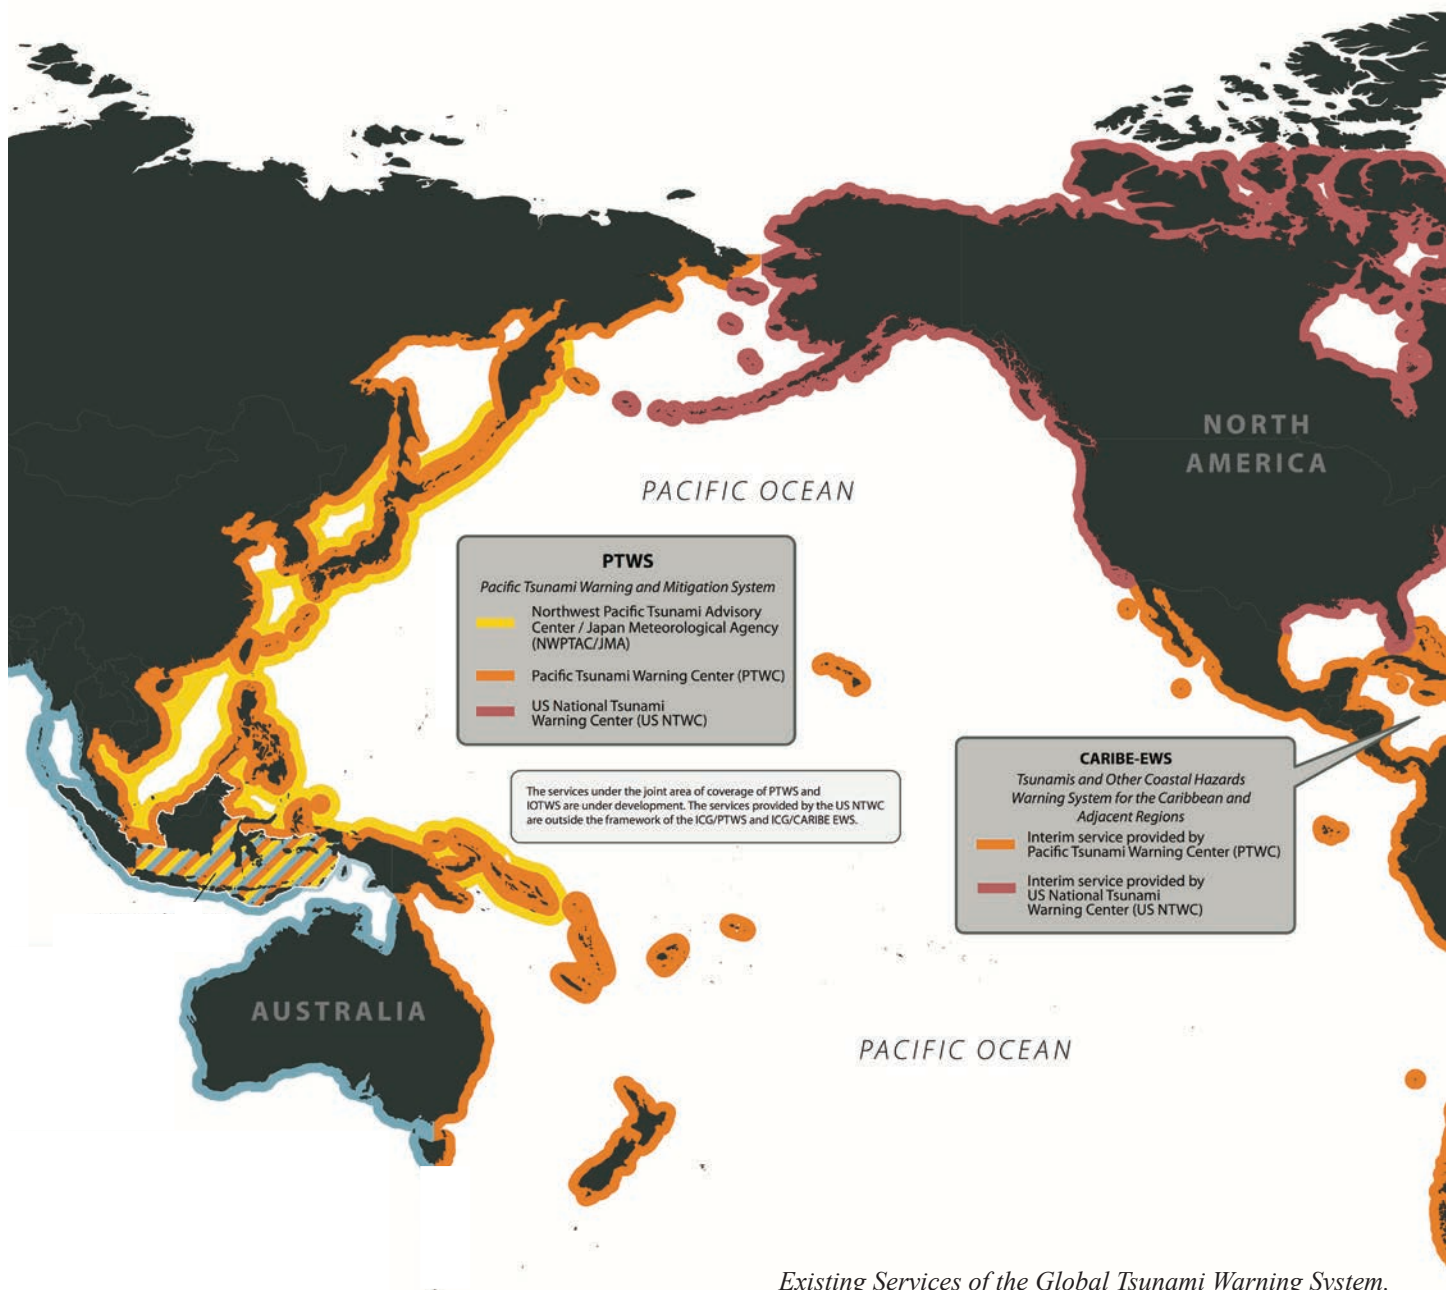 NORTH
AMERICA
PACIFIC OCEAN
PTWS
Pacific Tsunami Warning and Mitigation System
Northwest Pacific Tsunami Advisory
Center / Japan Meteorological Agency
(NWPTAC/JMA)
Pacific Tsunami Warning Center (PTWC)
US National Tsunami
Warning Center (US NTWC)
The services under the joint area of coverage of PTWS and
IOTWS are under development. The services provided by the US NTWC
are outside the framework of the ICG/PTWS and ICG/CARIBE EWS.
CARIBE-EWS
Tsunamis and Other Coastal Hazards
Warning System for the Caribbean and
Adjacent Regions
Interim service provided by
Pacific Tsunami Warning Center (PTWC)
Interim service provided by
US National Tsunami
Warning Center (US NTWC)
AUSTRALIA
PACIFIC OCEAN
Existing Services of the Global Tsunami Warning System.